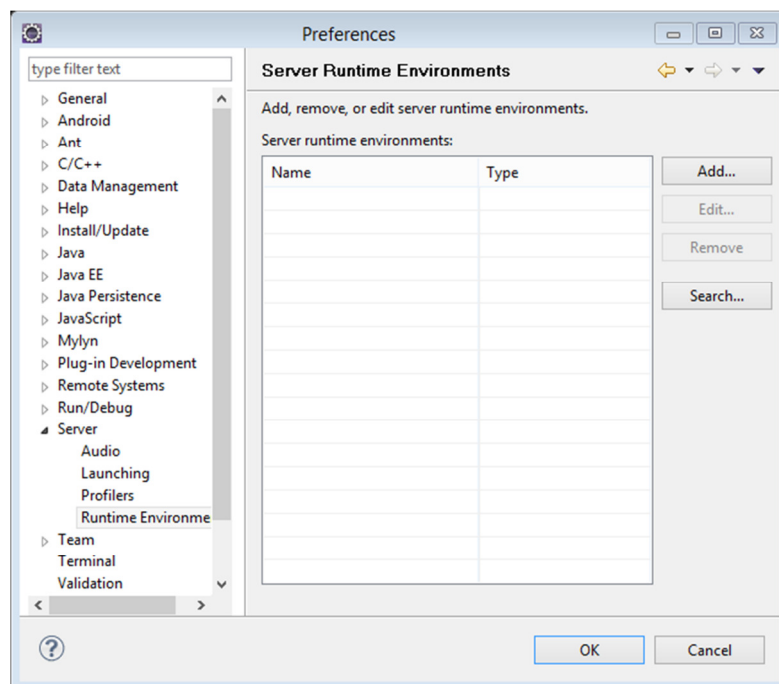 Preferences
type filter text
General
Android
Ant
C/C++
Data Management
Help
Install/Update
Java
Java EE
Java Persistence
JavaScript
Mylyn
Plug-in Development
Remote Systems
Run/Debug
Server
Audio
Launching
Profilers
Runtime Environme
Team
Terminal
Validation
Server Runtime Environments
Add, remove, or edit server runtime environments.
Server runtime environments:
Name Type
Add...
Edit...
Remove
Search...
?
OK Cancel